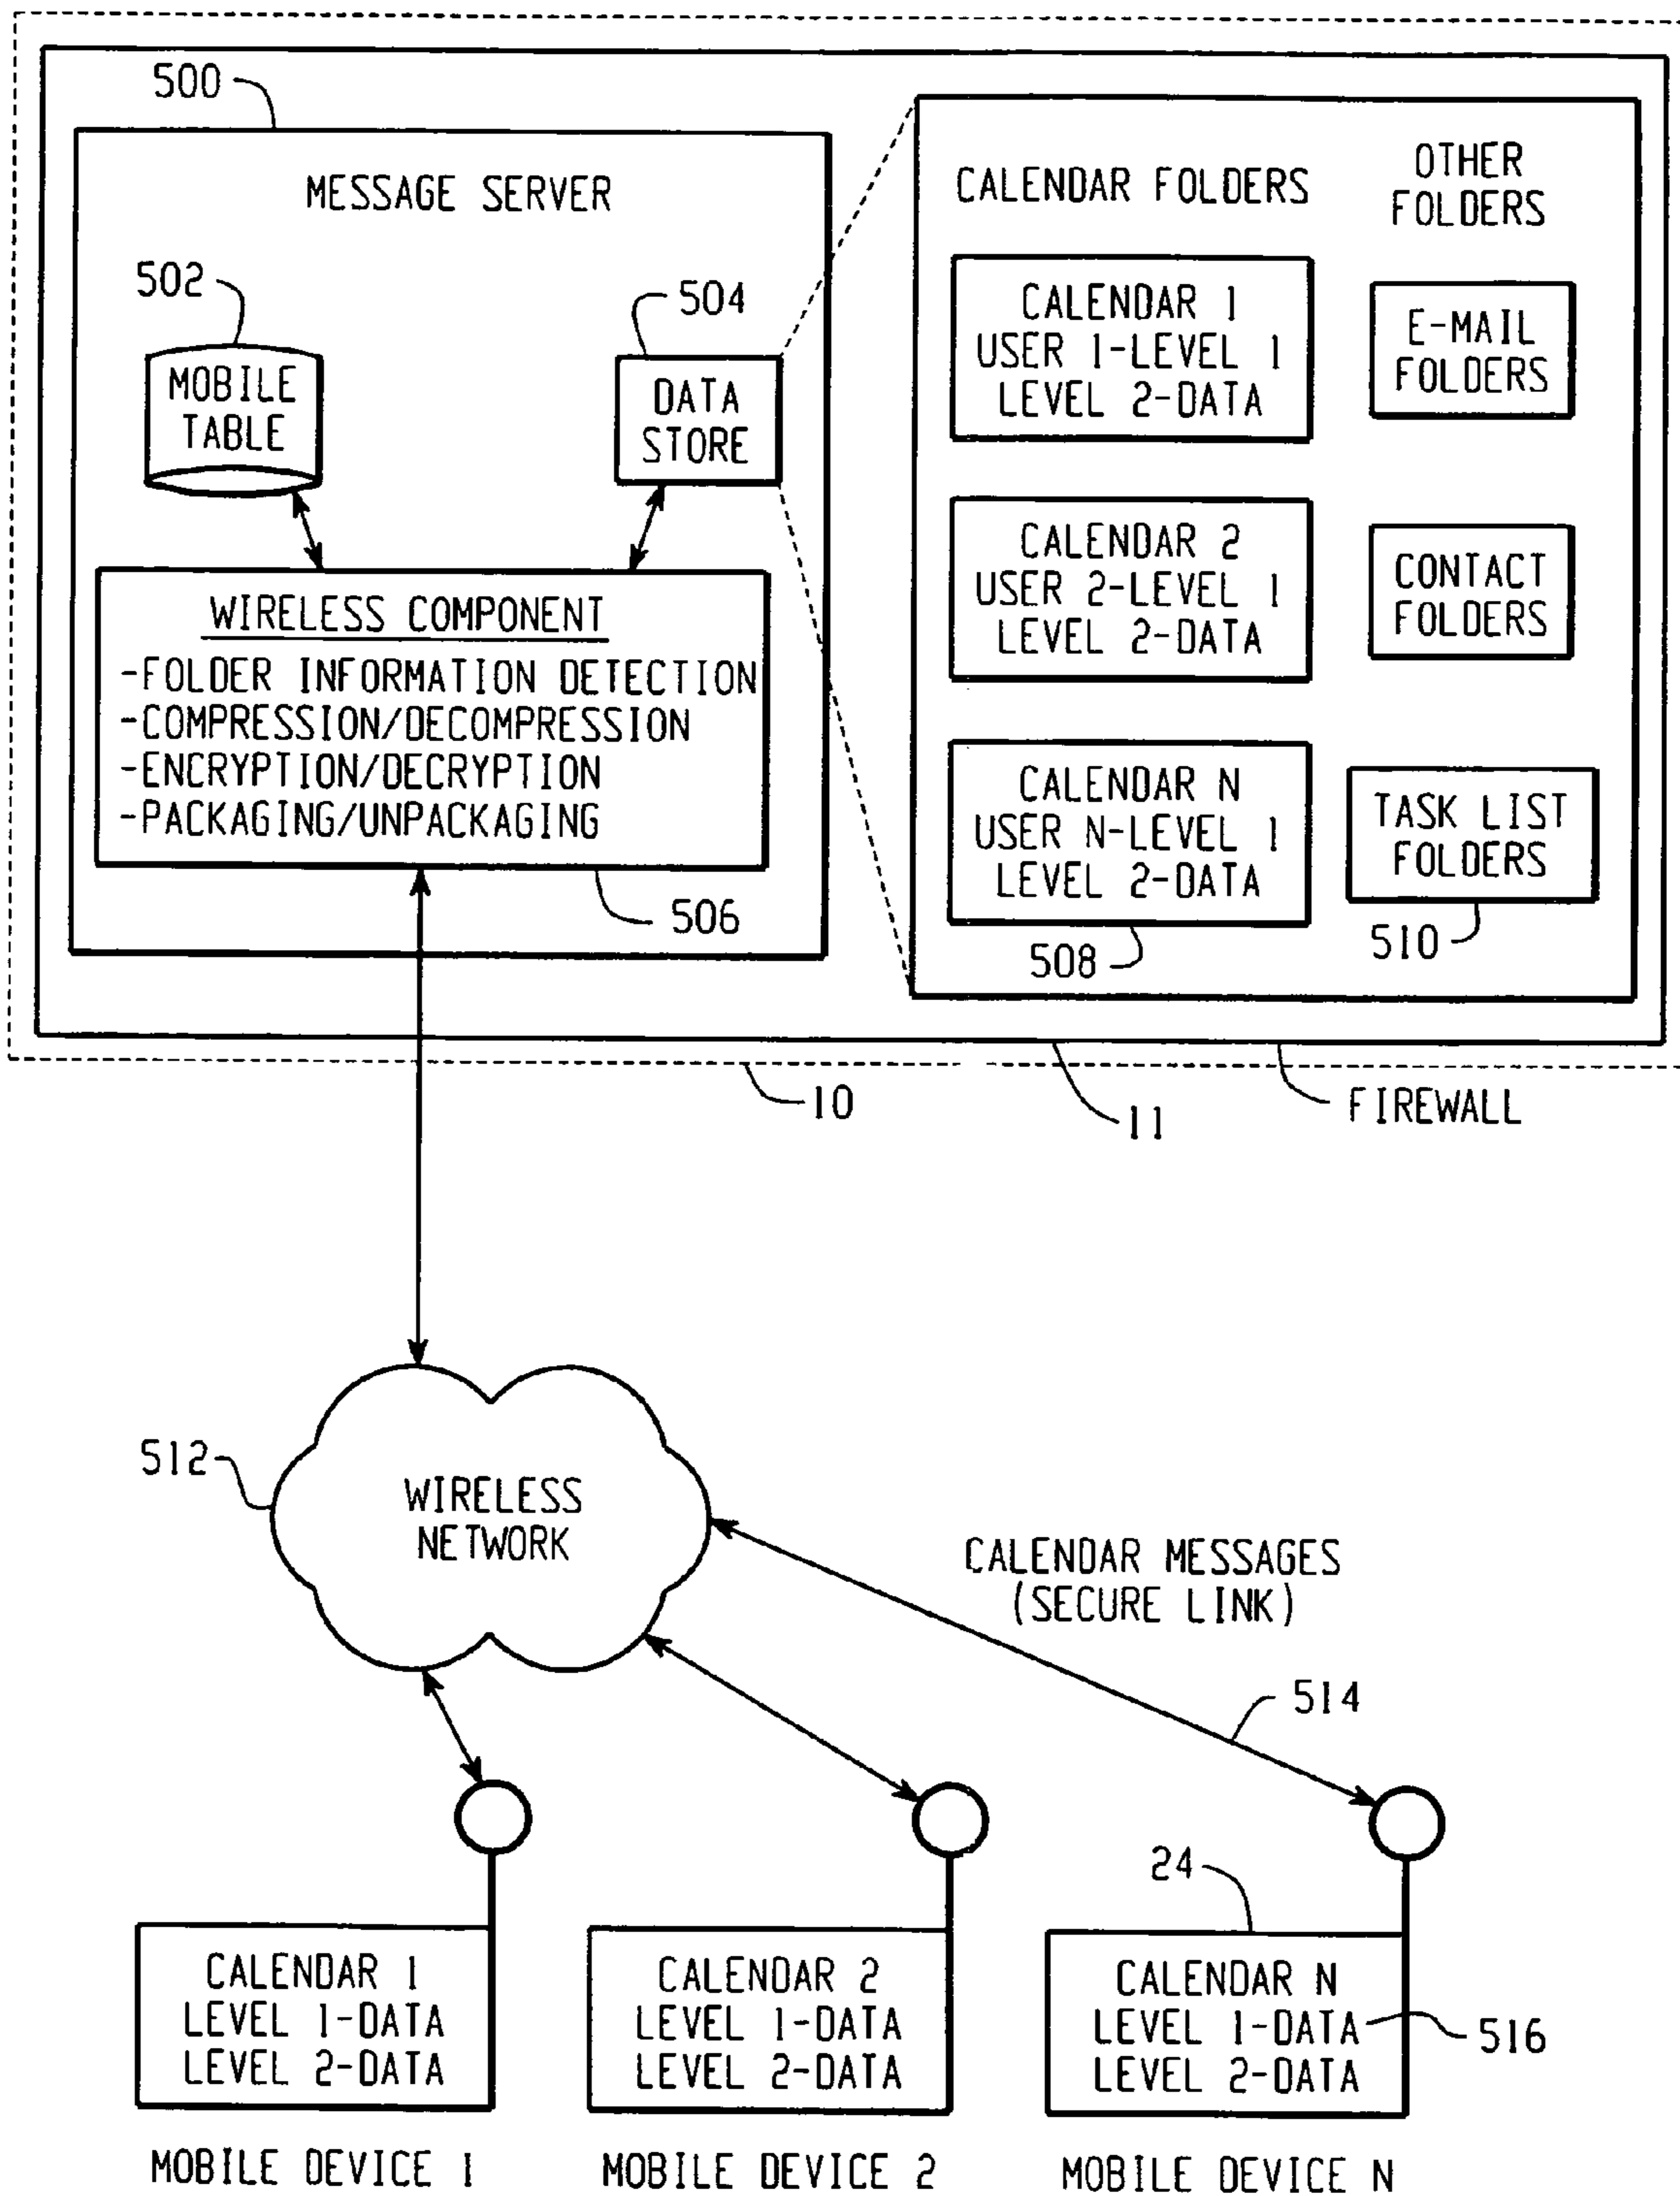 500
MESSAGE SERVER
502
504
MOBILE
TABLE
DATA
STORE
WIRELESS COMPONENT
-FOLDER INFORMATION DETECTION
-COMPRESSION/DECOMPRESSION
-ENCRYPTION/DECRYPTION
-PACKAGING/UNPACKAGING
506
CALENDAR FOLDERS
OTHER
FOLDERS
CALENDAR 1
USER 1-LEVEL 1
LEVEL 2-DATA
E-MAIL
FOLDERS
CALENDAR 2
USER 2-LEVEL 1
LEVEL 2-DATA
CONTACT
FOLDERS
CALENDAR N
USER N-LEVEL 1
LEVEL 2-DATA
TASK LIST
FOLDERS
508
510
10
11
FIREWALL
512
WIRELESS
NETWORK
CALENDAR MESSAGES
(SECURE LINK)
514
24
CALENDAR 1
LEVEL 1-DATA
LEVEL 2-DATA
CALENDAR 2
LEVEL 1-DATA
LEVEL 2-DATA
CALENDAR N
LEVEL 1-DATA
LEVEL 2-DATA
516
MOBILE DEVICE 1
MOBILE DEVICE 2
MOBILE DEVICE N